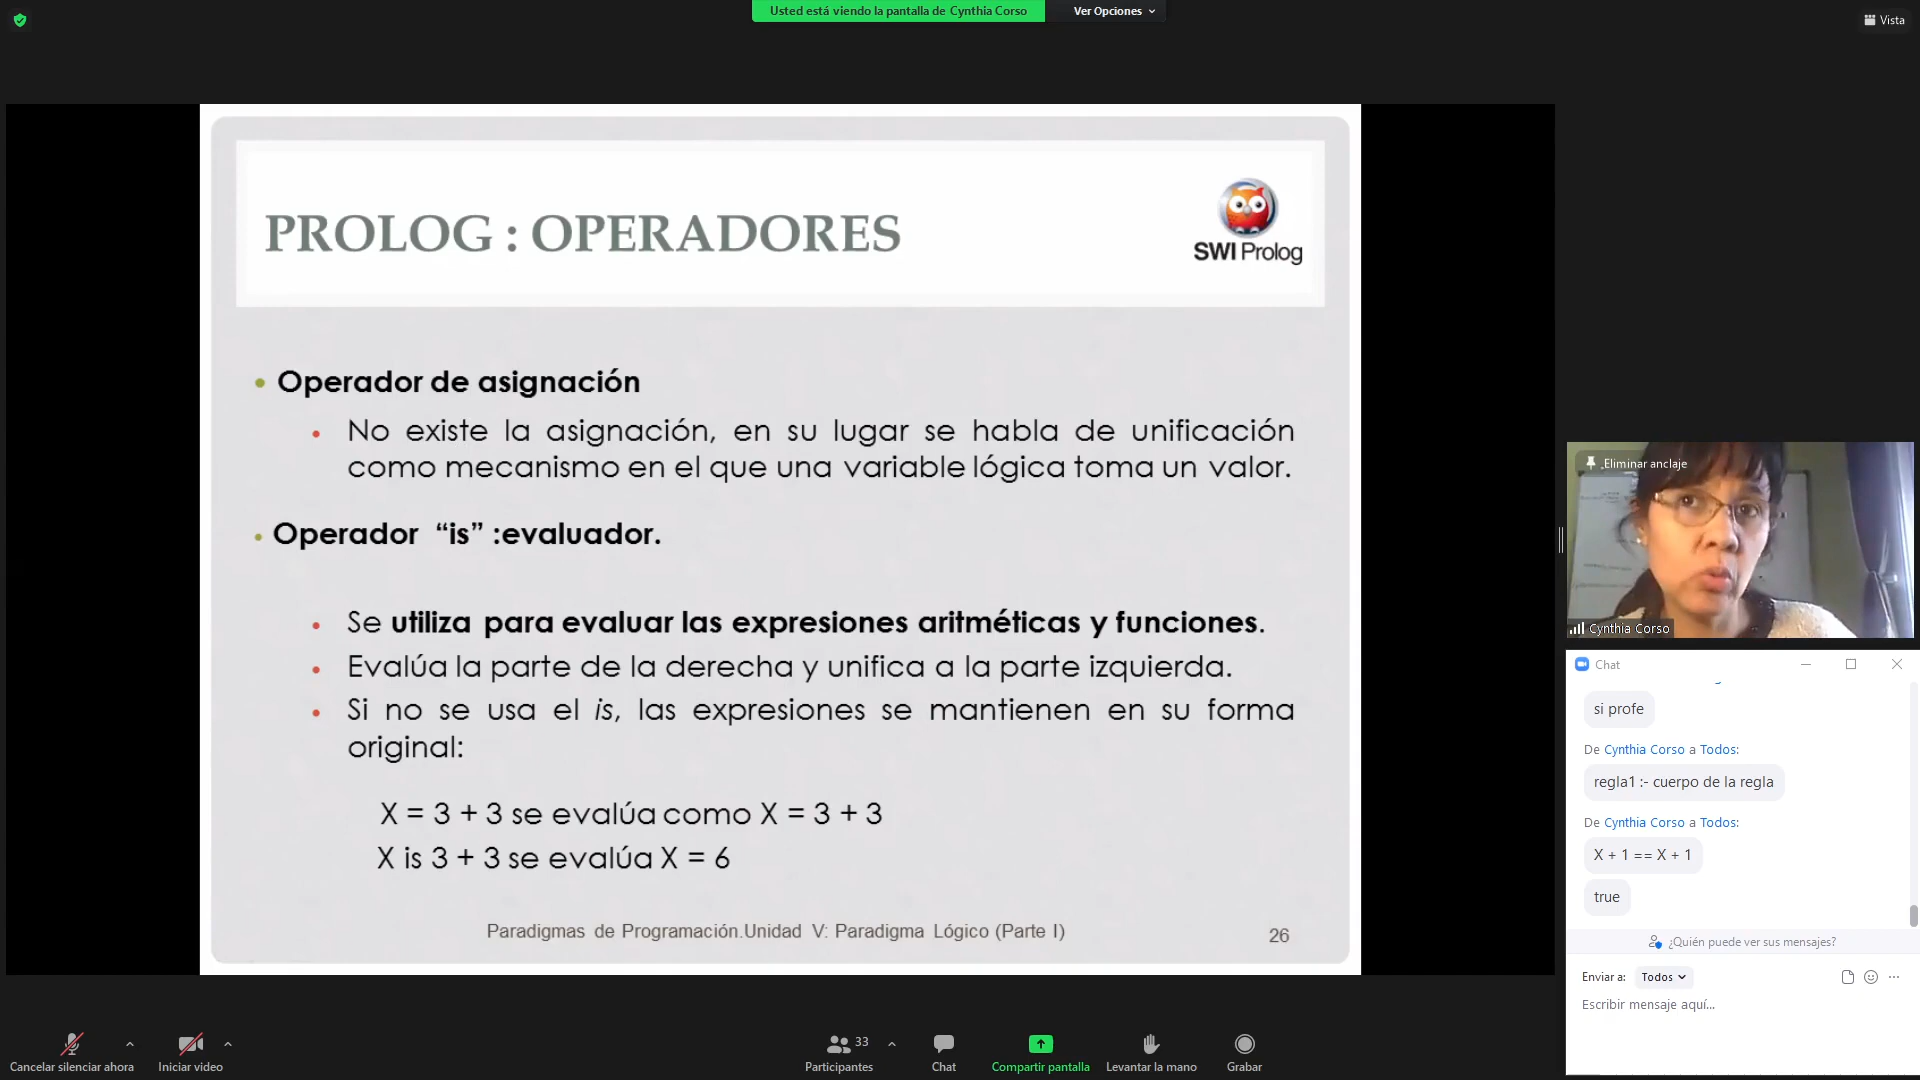 Usted está viendo la pantalla de Cynthia Corso
Ver Opciones
Vista
PROLOG : OPERADORES
SWI Prolog
Operador de asignación
No existe la asignación, en su lugar se habla de unificación
como mecanismo en el que una variable lógica toma un valor.
Operador “is” :evaluador.
Se utiliza para evaluar las expresiones aritméticas y funciones.
Evalúa la parte de la derecha y unifica a la parte izquierda.
Si no se usa el is, las expresiones se mantienen en su forma
original:
X = 3 + 3 se evalúa como X = 3 + 3
X is 3 + 3 se evalúa X = 6
Paradigmas de Programación.Unidad V: Paradigma Lógico (Parte I)
26
Eliminar anclaje
Cynthia Corso
Chat
si profe
De Cynthia Corso a Todos:
regla1 :- cuerpo de la regla
De Cynthia Corso a Todos:
X + 1 == X + 1
true
¿Quién puede ver sus mensajes?
Enviar a: Todos
Escribir mensaje aquí...
Cancelar silenciar ahora
Iniciar video
33
Participantes
Chat
Compartir pantalla
Levantar la mano
Grabar